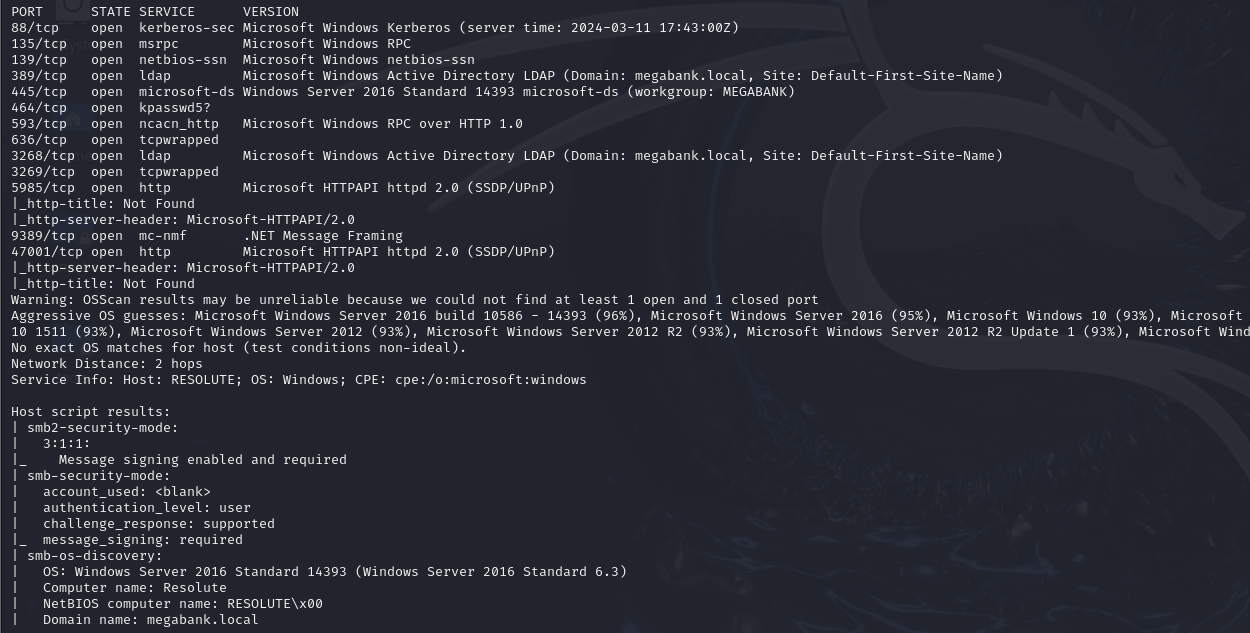 PORT      STATE SERVICE      VERSION
88/tcp    open  kerberos-sec Microsoft Windows Kerberos (server time: 2024-03-11 17:43:00Z)
135/tcp   open  msrpc        Microsoft Windows RPC
139/tcp   open  netbios-ssn  Microsoft Windows netbios-ssn
389/tcp   open  ldap         Microsoft Windows Active Directory LDAP (Domain: megabank.local, Site: Default-First-Site-Name)
445/tcp   open  microsoft-ds Windows Server 2016 Standard 14393 microsoft-ds (workgroup: MEGABANK)
464/tcp   open  kpasswd5?
593/tcp   open  ncacn_http   Microsoft Windows RPC over HTTP 1.0
636/tcp   open  tcpwrapped
3268/tcp  open  ldap         Microsoft Windows Active Directory LDAP (Domain: megabank.local, Site: Default-First-Site-Name)
3269/tcp  open  tcpwrapped
5985/tcp  open  http         Microsoft HTTPAPI httpd 2.0 (SSDP/UPnP)
|_http-title: Not Found
|_http-server-header: Microsoft-HTTPAPI/2.0
9389/tcp  open  mc-nmf       .NET Message Framing
47001/tcp open  http         Microsoft HTTPAPI httpd 2.0 (SSDP/UPnP)
|_http-server-header: Microsoft-HTTPAPI/2.0
|_http-title: Not Found
Warning: OSScan results may be unreliable because we could not find at least 1 open and 1 closed port
Aggressive OS guesses: Microsoft Windows Server 2016 build 10586 - 14393 (96%), Microsoft Windows Server 2016 (95%), Microsoft Windows 10 (93%), Microsoft
10 1511 (93%), Microsoft Windows Server 2012 (93%), Microsoft Windows Server 2012 R2 (93%), Microsoft Windows Server 2012 R2 Update 1 (93%), Microsoft Wind
No exact OS matches for host (test conditions non-ideal).
Network Distance: 2 hops
Service Info: Host: RESOLUTE; OS: Windows; CPE: cpe:/o:microsoft:windows

Host script results:
| smb2-security-mode:
|   3:1:1:
|_    Message signing enabled and required
| smb-security-mode:
|   account_used: <blank>
|   authentication_level: user
|   challenge_response: supported
|_  message_signing: required
| smb-os-discovery:
|   OS: Windows Server 2016 Standard 14393 (Windows Server 2016 Standard 6.3)
|   Computer name: Resolute
|   NetBIOS computer name: RESOLUTE\x00
|   Domain name: megabank.local